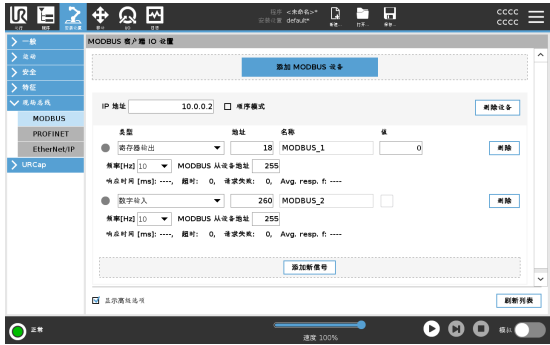 运行 程序 安装设置 移动 I/O 日志
程序 <未命名>*
安装设置 default*
新建... 打开... 保存...
CCCC
CCCC
一般
运动
安全
特征
现场总线
MODBUS
PROFINET
EtherNet/IP
URCap
MODBUS 客户端 IO 设置
添加 MODBUS 设备
IP 地址 10.0.0.2 顺序模式 删除设备
类型 地址 名称 值
寄存器输出 18 MODBUS_1 0 删除
频率[Hz] 10 MODBUS 从设备地址 255
响应时间 [ms]: ----, 超时: 0, 请求失败: 0, Avg. resp. f: ----
数字输入 260 MODBUS_2 删除
频率[Hz] 10 MODBUS 从设备地址 255
响应时间 [ms]: ----, 超时: 0, 请求失败: 0, Avg. resp. f: ----
添加新信号
显示高级选项 刷新列表
正常
速度 100%
模拟